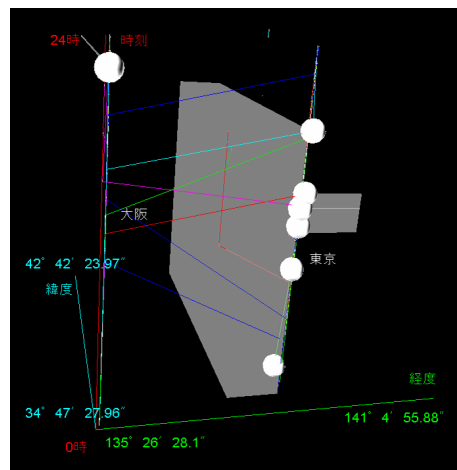 24時 時刻
大阪
42° 42′ 23.97″
東京
緯度
経度
34° 47′ 27.96″
141° 4′ 55.88″
0時 135° 26′ 28.1″